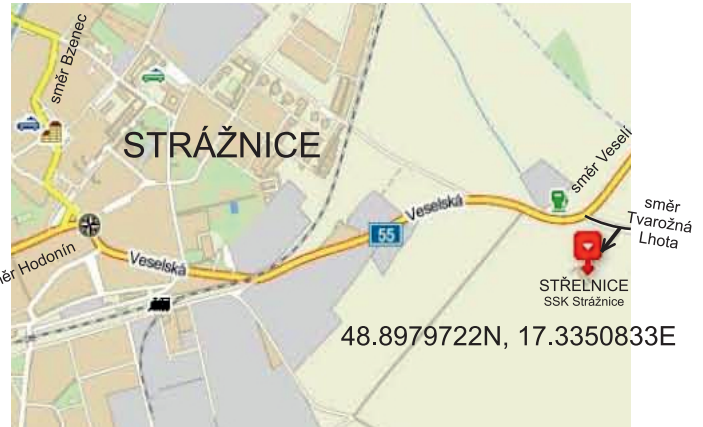 směr Bzenec
STRÁŽNICE
směr Veselí
Veselská
směr
Tvarožná
Lhota
55
směr Hodonín
Veselská
STŘELNICE
SSK Strážnice
48.8979722N, 17.3350833E